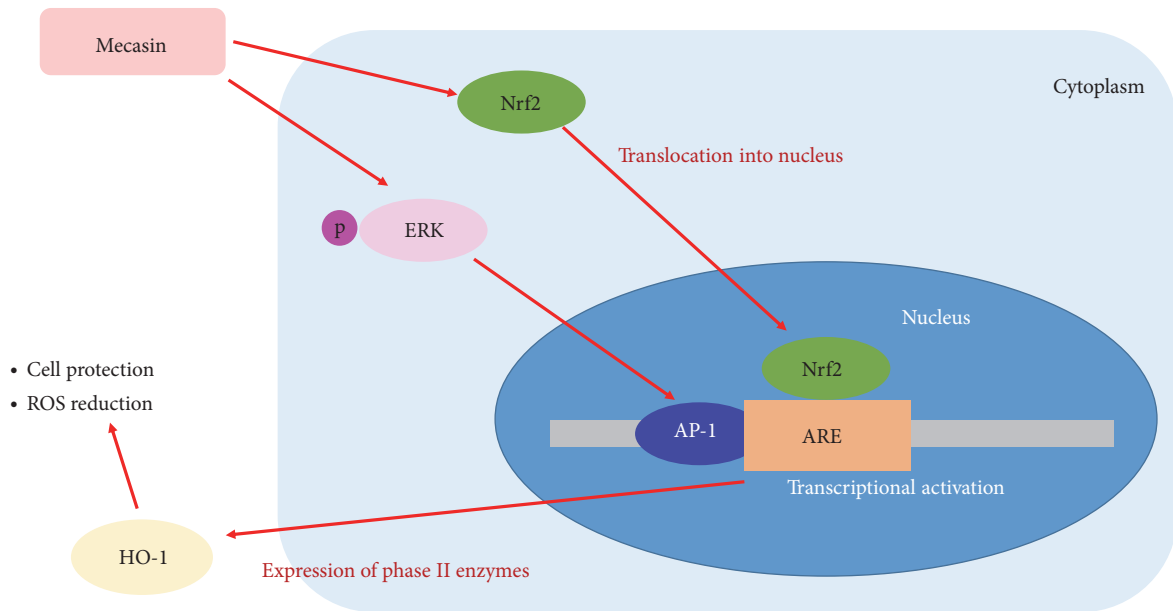 Mecasin
Cytoplasm
Nrf2
Translocation into nucleus
p
ERK
Nucleus
Nrf2
• Cell protection
• ROS reduction
AP-1
ARE
Transcriptional activation
HO-1
Expression of phase II enzymes